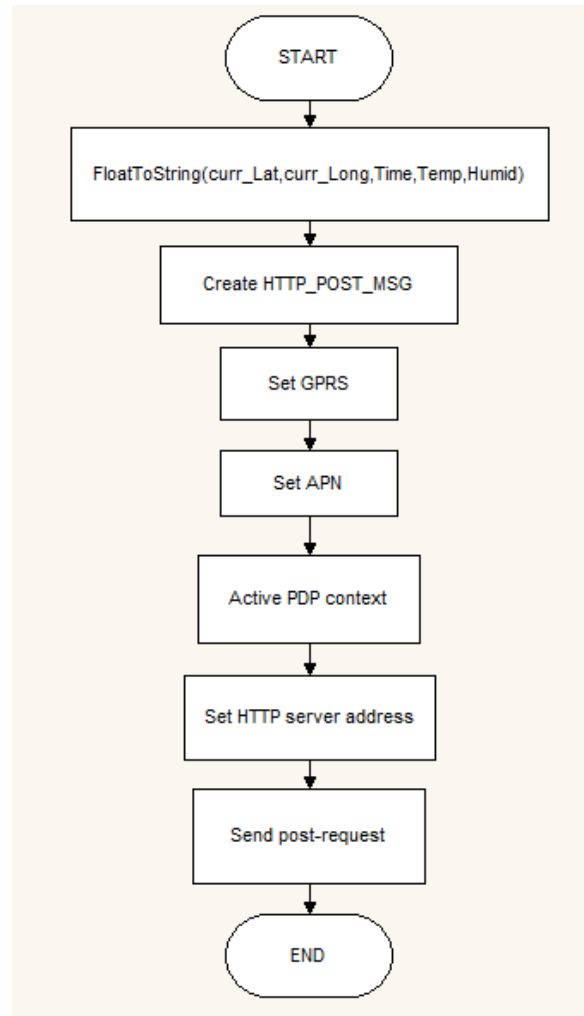 START
FloatToString(curr_Lat,curr_Long,Time,Temp,Humid)
Create HTTP_POST_MSG
Set GPRS
Set APN
Active PDP context
Set HTTP server address
Send post-request
END